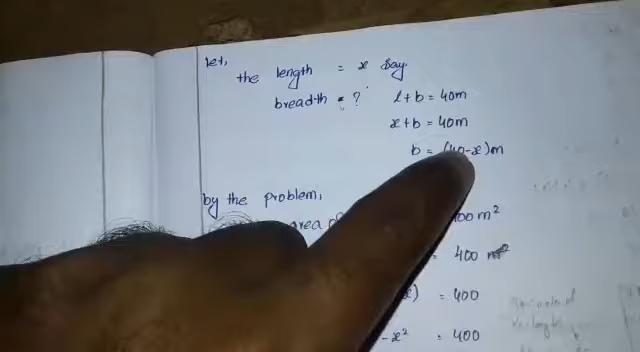 let,
the length = x say.
breadth = ? l + b = 40m
x + b = 40m
b = (40-x)m
by the problem,
area of 400 m²
= 400 m²
x) = 400
- x² = 400